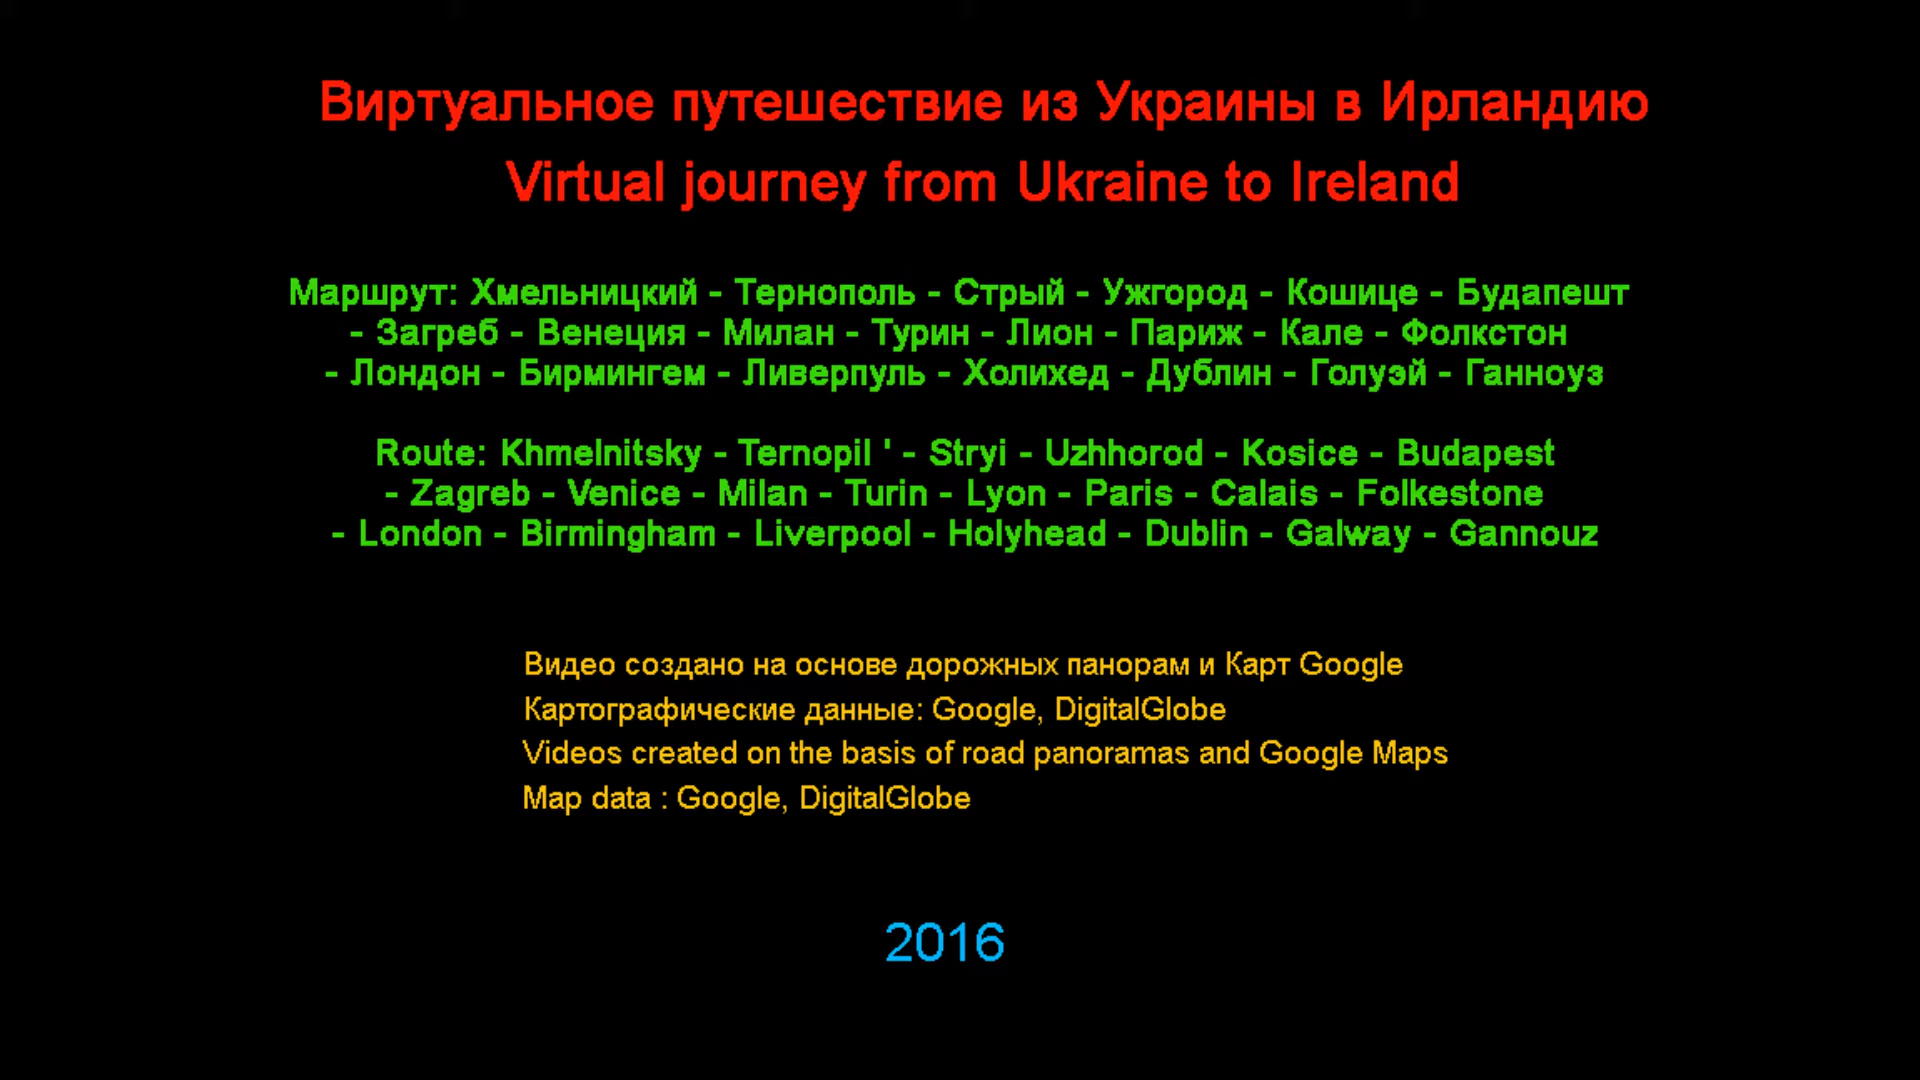 Виртуальное путешествие из Украины в Ирландию
Virtual journey from Ukraine to Ireland
Маршрут: Хмельницкий - Тернополь - Стрый - Ужгород - Кошице - Будапешт
- Загреб - Венеция - Милан - Турин - Лион - Париж - Кале - Фолкстон
- Лондон - Бирмингем - Ливерпуль - Холихед - Дублин - Голуэй - Ганноуз
Route: Khmelnitsky - Ternopil ' - Stryi - Uzhhorod - Kosice - Budapest
- Zagreb - Venice - Milan - Turin - Lyon - Paris - Calais - Folkestone
- London - Birmingham - Liverpool - Holyhead - Dublin - Galway - Gannouz
Видео создано на основе дорожных панорам и Карт Google
Картографические данные: Google, DigitalGlobe
Videos created on the basis of road panoramas and Google Maps
Map data : Google, DigitalGlobe
2016